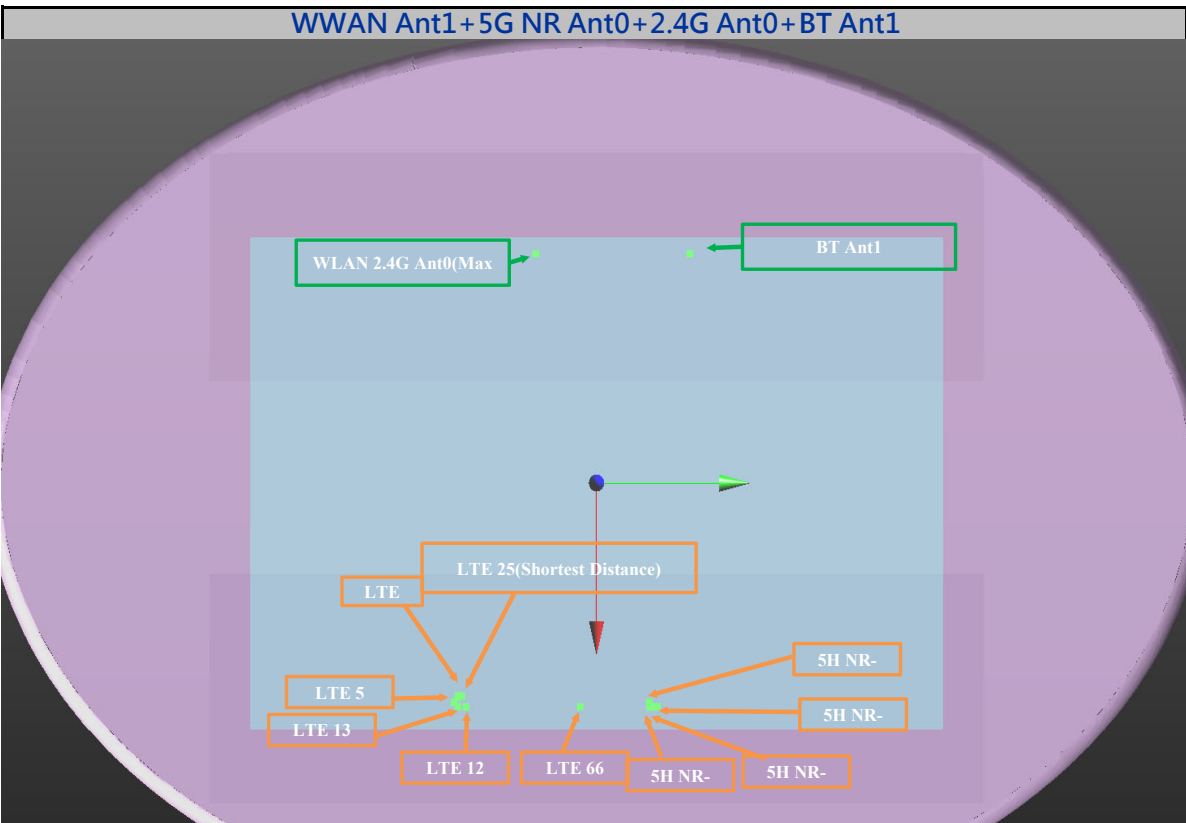 WWAN Ant1+5G NR Ant0+2.4G Ant0+BT Ant1
BT Ant1
WLAN 2.4G Ant0(Max
LTE 25(Shortest Distance)
LTE
5H NR-
LTE 5
5H NR-
LTE 13
LTE 12
LTE 66
5H NR-
5H NR-